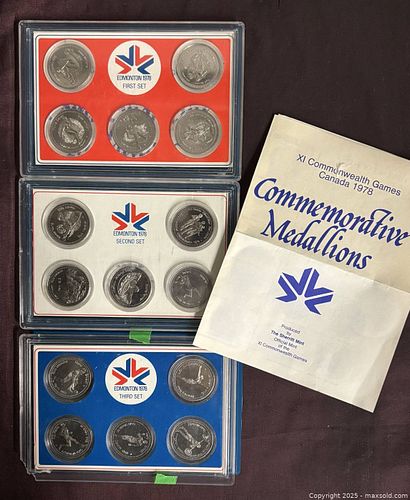 EDMONTON 1978
FIRST SET
EDMONTON 1978
SECOND SET
EDMONTON 1978
THIRD SET
XI Commonwealth Games
Canada 1978
Commemorative
Medallions
Produced
by
The Sherritt Mint
Official Mint
of the
XI Commonwealth Games
Copyright 2025 - maxsold.com